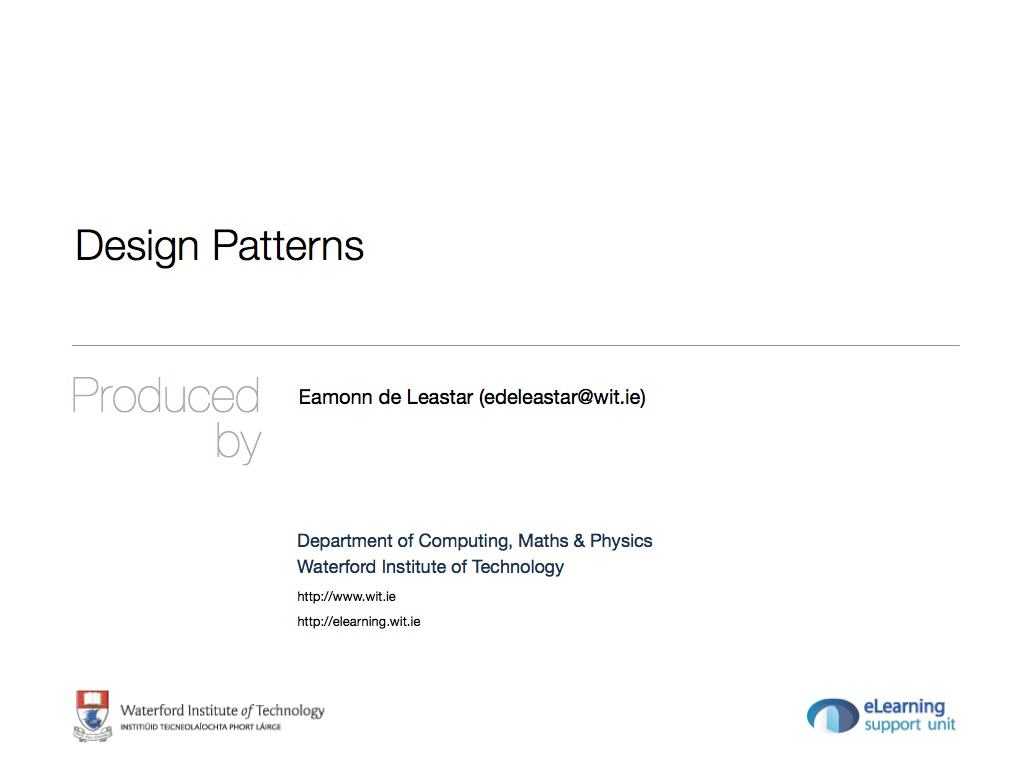 Design Patterns
Produced
by
Eamonn de Leastar (edeleastar@wit.ie)
Department of Computing, Maths & Physics
Waterford Institute of Technology
http://www.wit.ie
http://elearning.wit.ie
Waterford Institute of Technology
INSTITIÚID TEICNEOLAÍOCHTA PHORT LÁIRGE
eLearning
support unit